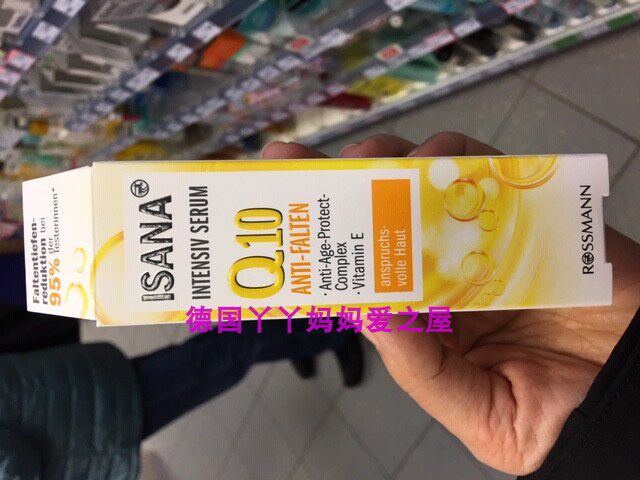 Faltentiefen-
reduktion bei
95% der
Testerinnen*
ISANA
INTENSIV SERUM
Q10
ANTI-FALTEN
· Anti-Age-Protect-
Complex
· Vitamin E
anspruchs-
volle Haut
ROSSMANN
德国丫丫妈妈爱之屋